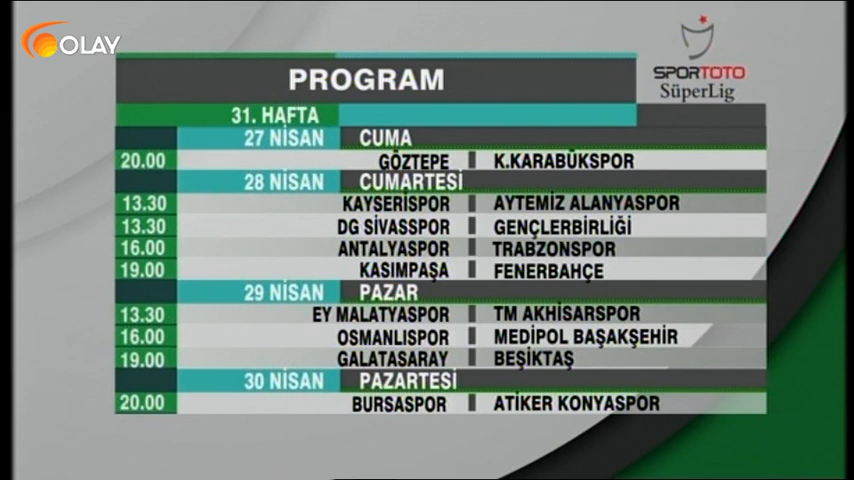 OLAY
PROGRAM
SPORTOTO
SüperLig
31. HAFTA
27 NİSAN CUMA
20.00 GÖZTEPE K.KARABÜKSPOR
28 NİSAN CUMARTESİ
13.30 KAYSERİSPOR AYTEMİZ ALANYASPOR
13.30 DG SİVASSPOR GENÇLERBİRLİĞİ
16.00 ANTALYASPOR TRABZONSPOR
19.00 KASIMPAŞA FENERBAHÇE
29 NİSAN PAZAR
13.30 EY MALATYASPOR TM AKHİSARSPOR
16.00 OSMANLISPOR MEDİPOL BAŞAKŞEHİR
19.00 GALATASARAY BEŞİKTAŞ
30 NİSAN PAZARTESİ
20.00 BURSASPOR ATİKER KONYASPOR